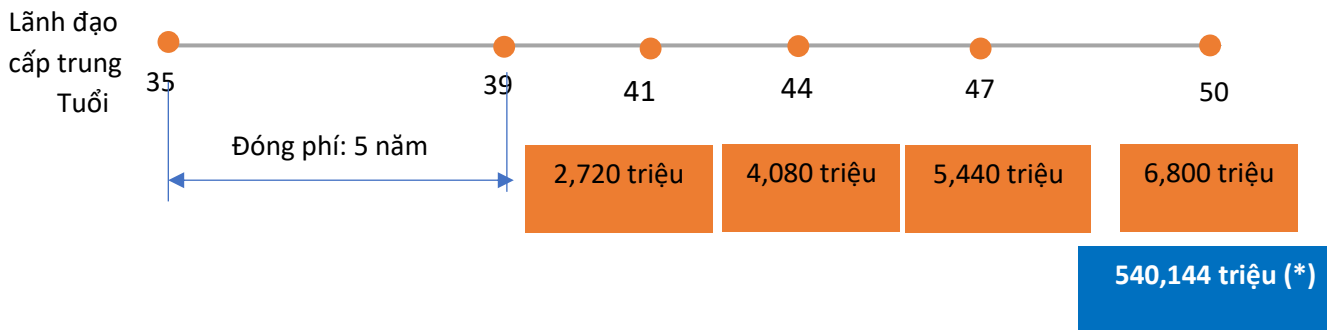 Lãnh đạo
cấp trung
Tuổi
35
39
41
44
47
50
Đóng phí: 5 năm
2,720 triệu
4,080 triệu
5,440 triệu
6,800 triệu
540,144 triệu (*)